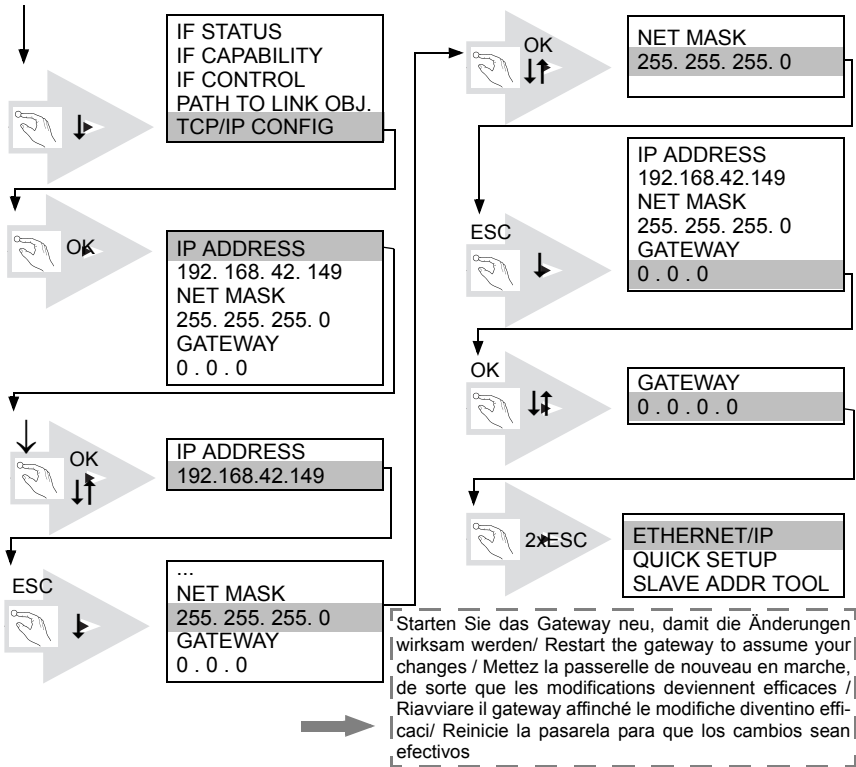 IF STATUS
IF CAPABILITY
IF CONTROL
PATH TO LINK OBJ.
TCP/IP CONFIG
OK
IP ADDRESS
192. 168. 42. 149
NET MASK
255. 255. 255. 0
GATEWAY
0 . 0 . 0
OK
IP ADDRESS
192.168.42.149
ESC
...
NET MASK
255. 255. 255. 0
GATEWAY
0 . 0 . 0
OK
NET MASK
255. 255. 255. 0
ESC
IP ADDRESS
192.168.42.149
NET MASK
255. 255. 255. 0
GATEWAY
0 . 0 . 0
OK
GATEWAY
0 . 0 . 0 . 0
2xESC
ETHERNET/IP
QUICK SETUP
SLAVE ADDR TOOL
Starten Sie das Gateway neu, damit die Änderungen
wirksam werden/ Restart the gateway to assume your
changes / Mettez la passerelle de nouveau en marche,
de sorte que les modifications deviennent efficaces /
Riavviare il gateway affinché le modifiche diventino effi-
caci/ Reinicie la pasarela para que los cambios sean
efectivos